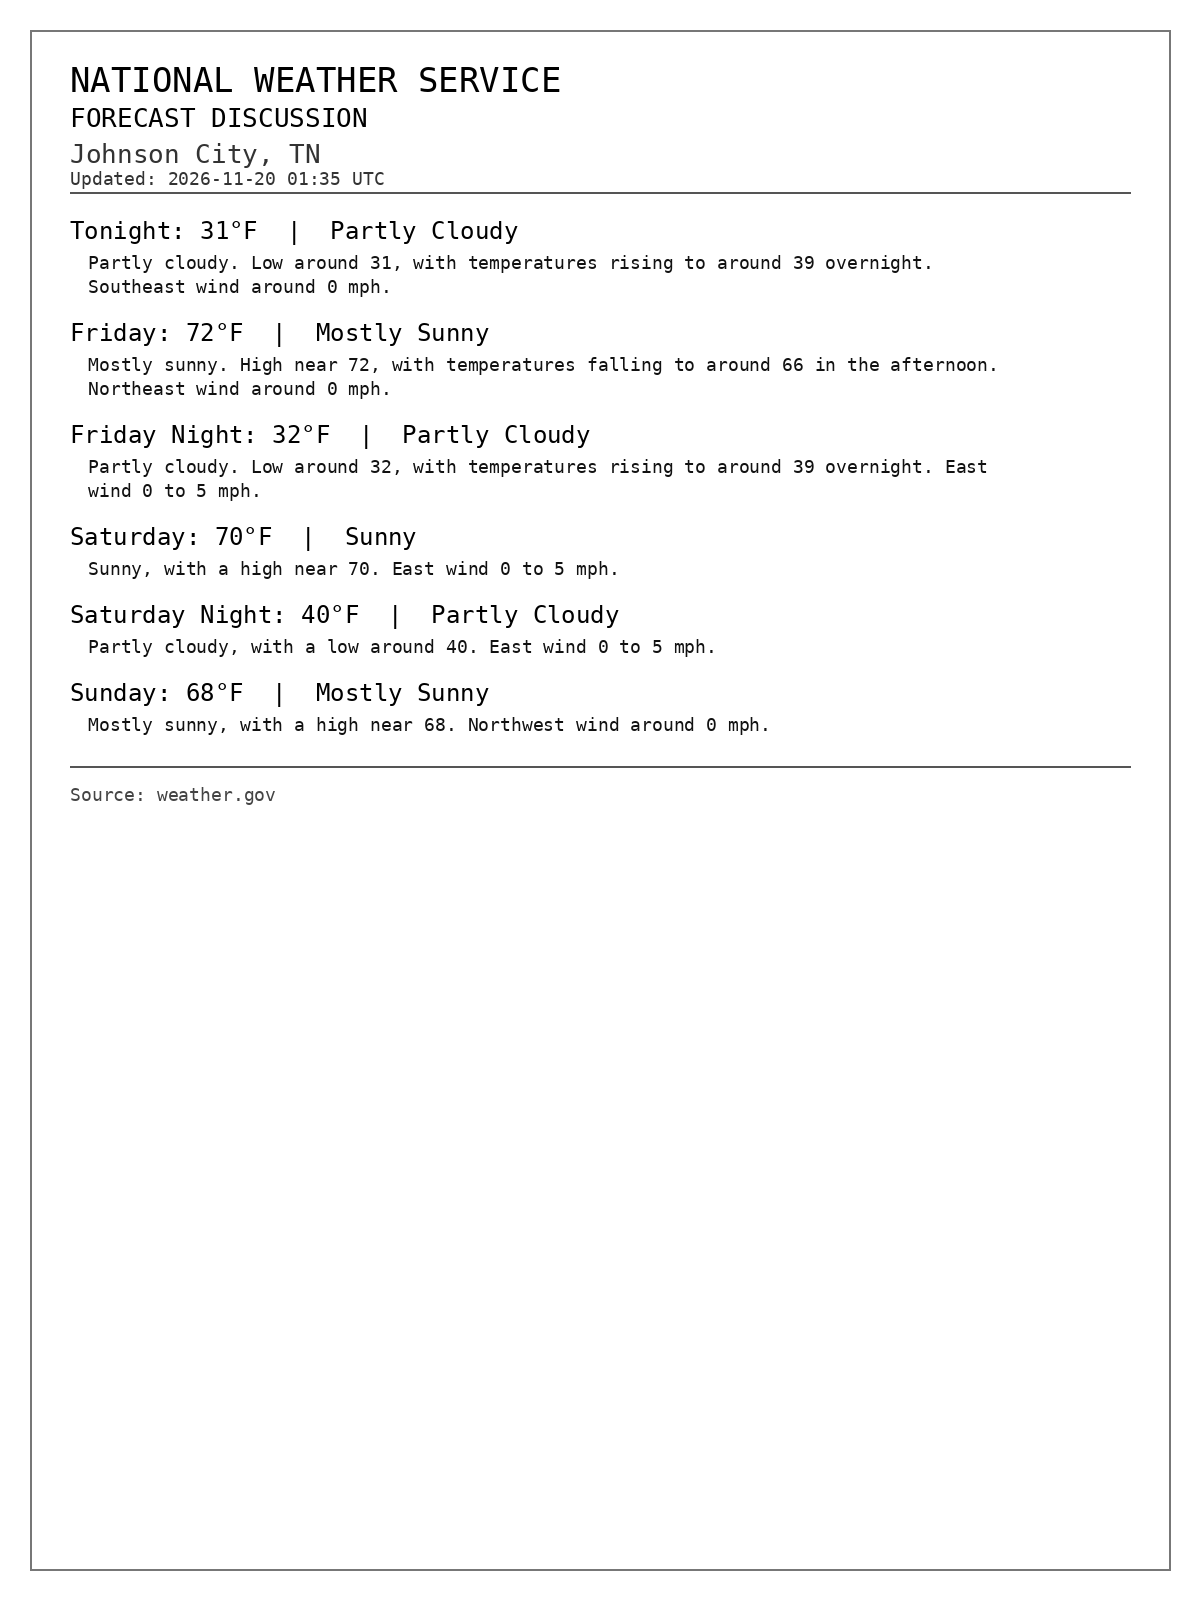 NATIONAL WEATHER SERVICE
FORECAST DISCUSSION
Johnson City, TN
Updated: 2026-11-20 01:35 UTC
Tonight: 31°F  |  Partly Cloudy
Partly cloudy. Low around 31, with temperatures rising to around 39 overnight.
Southeast wind around 0 mph.
Friday: 72°F  |  Mostly Sunny
Mostly sunny. High near 72, with temperatures falling to around 66 in the afternoon.
Northeast wind around 0 mph.
Friday Night: 32°F  |  Partly Cloudy
Partly cloudy. Low around 32, with temperatures rising to around 39 overnight. East
wind 0 to 5 mph.
Saturday: 70°F  |  Sunny
Sunny, with a high near 70. East wind 0 to 5 mph.
Saturday Night: 40°F  |  Partly Cloudy
Partly cloudy, with a low around 40. East wind 0 to 5 mph.
Sunday: 68°F  |  Mostly Sunny
Mostly sunny, with a high near 68. Northwest wind around 0 mph.
Source: weather.gov